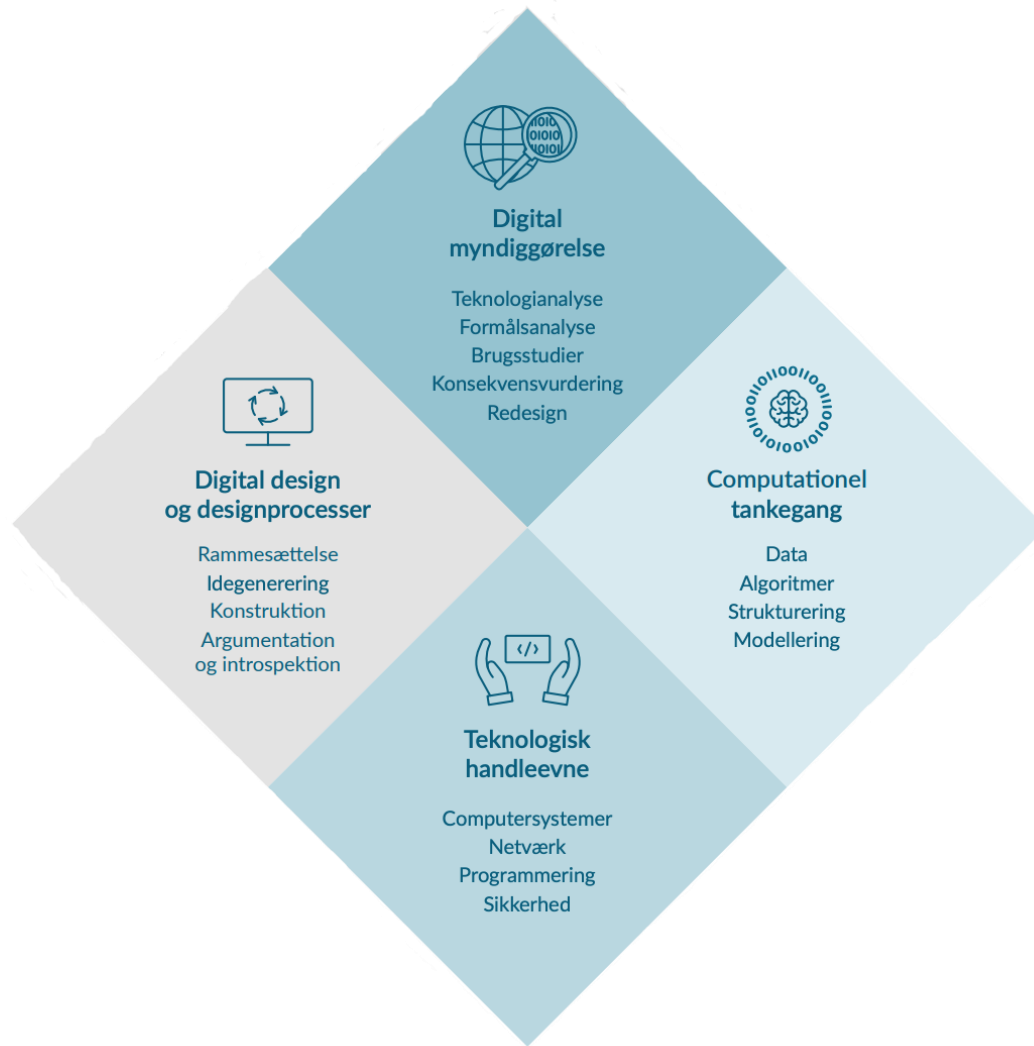 Digital
myndiggørelse
Teknologianalyse
Formålsanalyse
Brugsstudier
Konsekvensvurdering
Redesign
Digital design
og designprocesser
Rammesættelse
Idegenerering
Konstruktion
Argumentation
og introspektion
Computationel
tankegang
Data
Algoritmer
Strukturering
Modellering
</>
Teknologisk
handleevne
Computersystemer
Netværk
Programmering
Sikkerhed